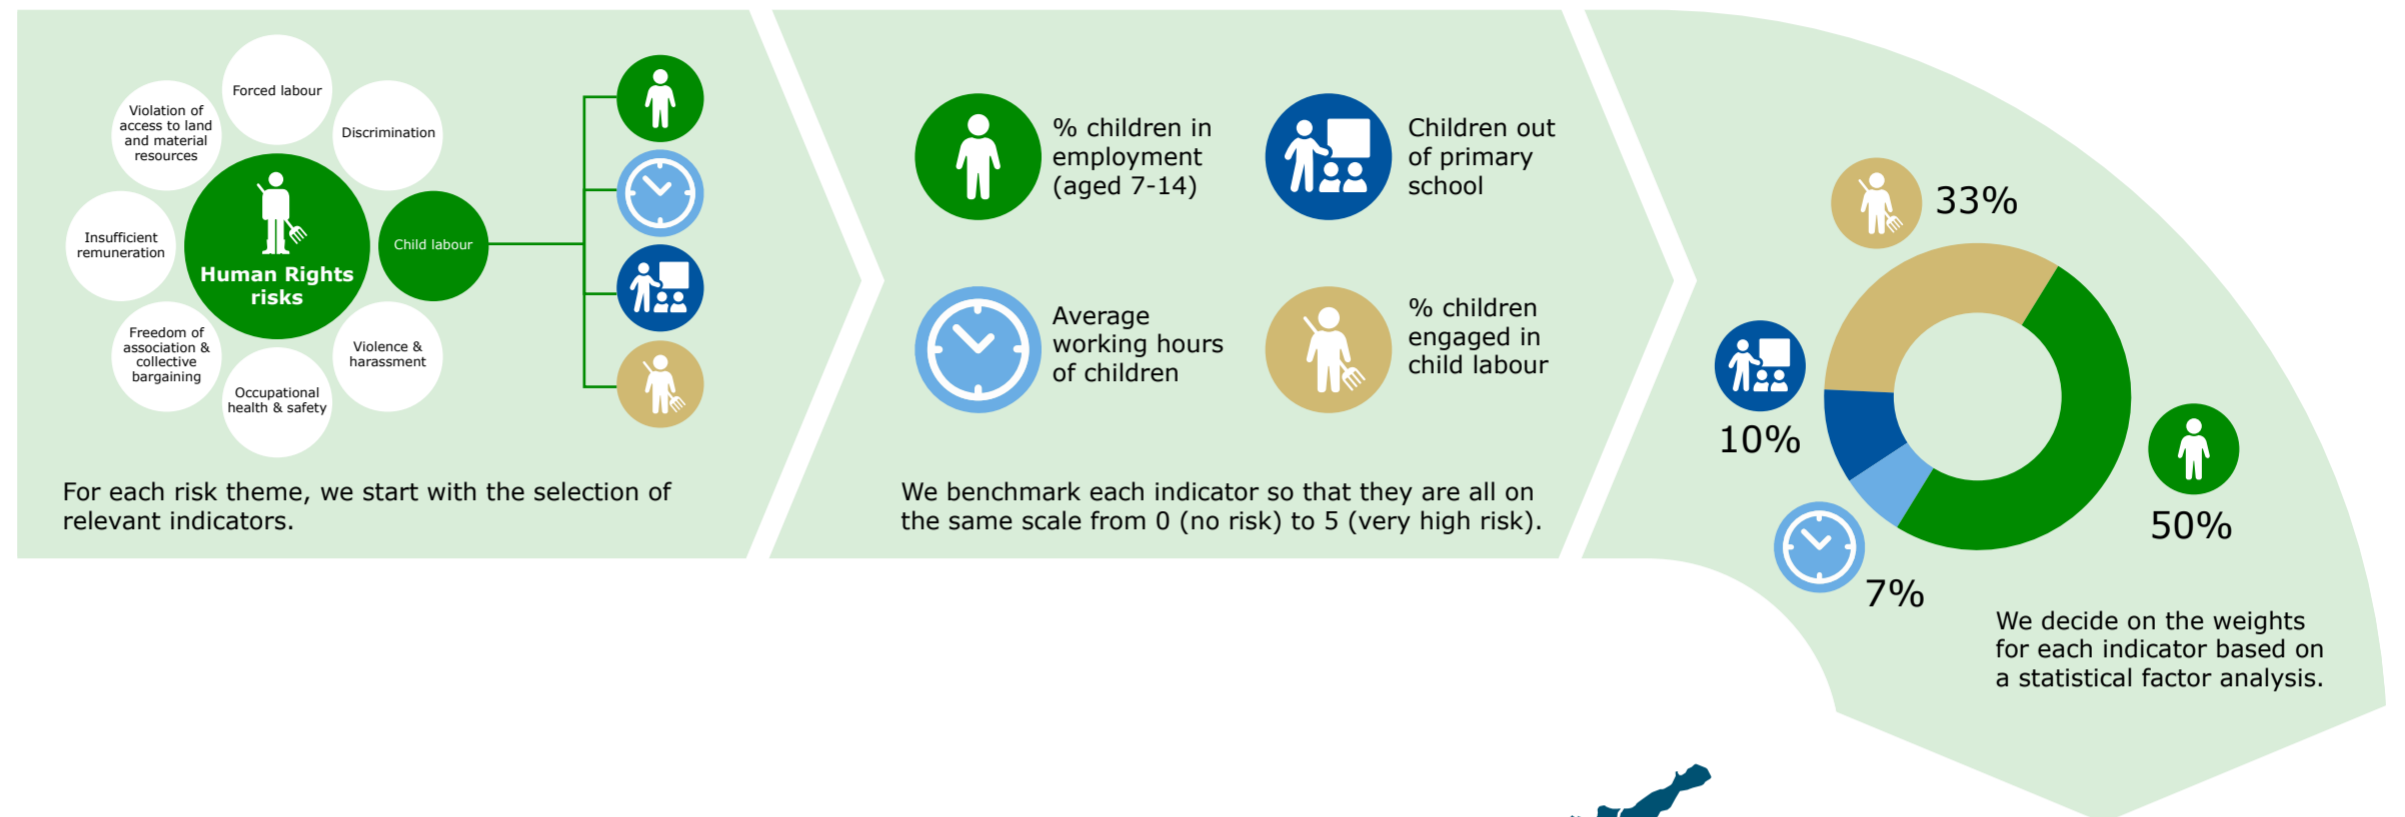 Forced labour
Violation of
access to land
and material
resources
Discrimination
Human Rights
risks
Insufficient
remuneration
Child labour
Freedom of
association &
collective
bargaining
Violence &
harassment
Occupational
health & safety
For each risk theme, we start with the selection of
relevant indicators.
% children in
employment
(aged 7-14)
Children out
of primary
school
Average
working hours
of children
% children
engaged in
child labour
We benchmark each indicator so that they are all on
the same scale from 0 (no risk) to 5 (very high risk).
33%
10%
50%
7%
We decide on the weights
for each indicator based on
a statistical factor analysis.